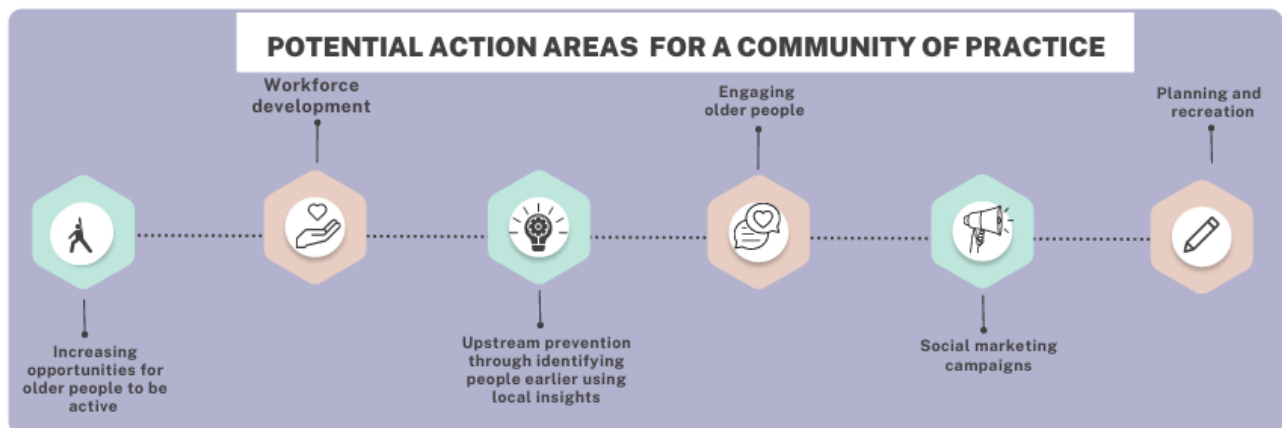 POTENTIAL ACTION AREAS FOR A COMMUNITY OF PRACTICE
Increasing
opportunities for
older people to be
active
Workforce
development
Upstream prevention
through identifying
people earlier using
local insights
Engaging
older people
Social marketing
campaigns
Planning and
recreation